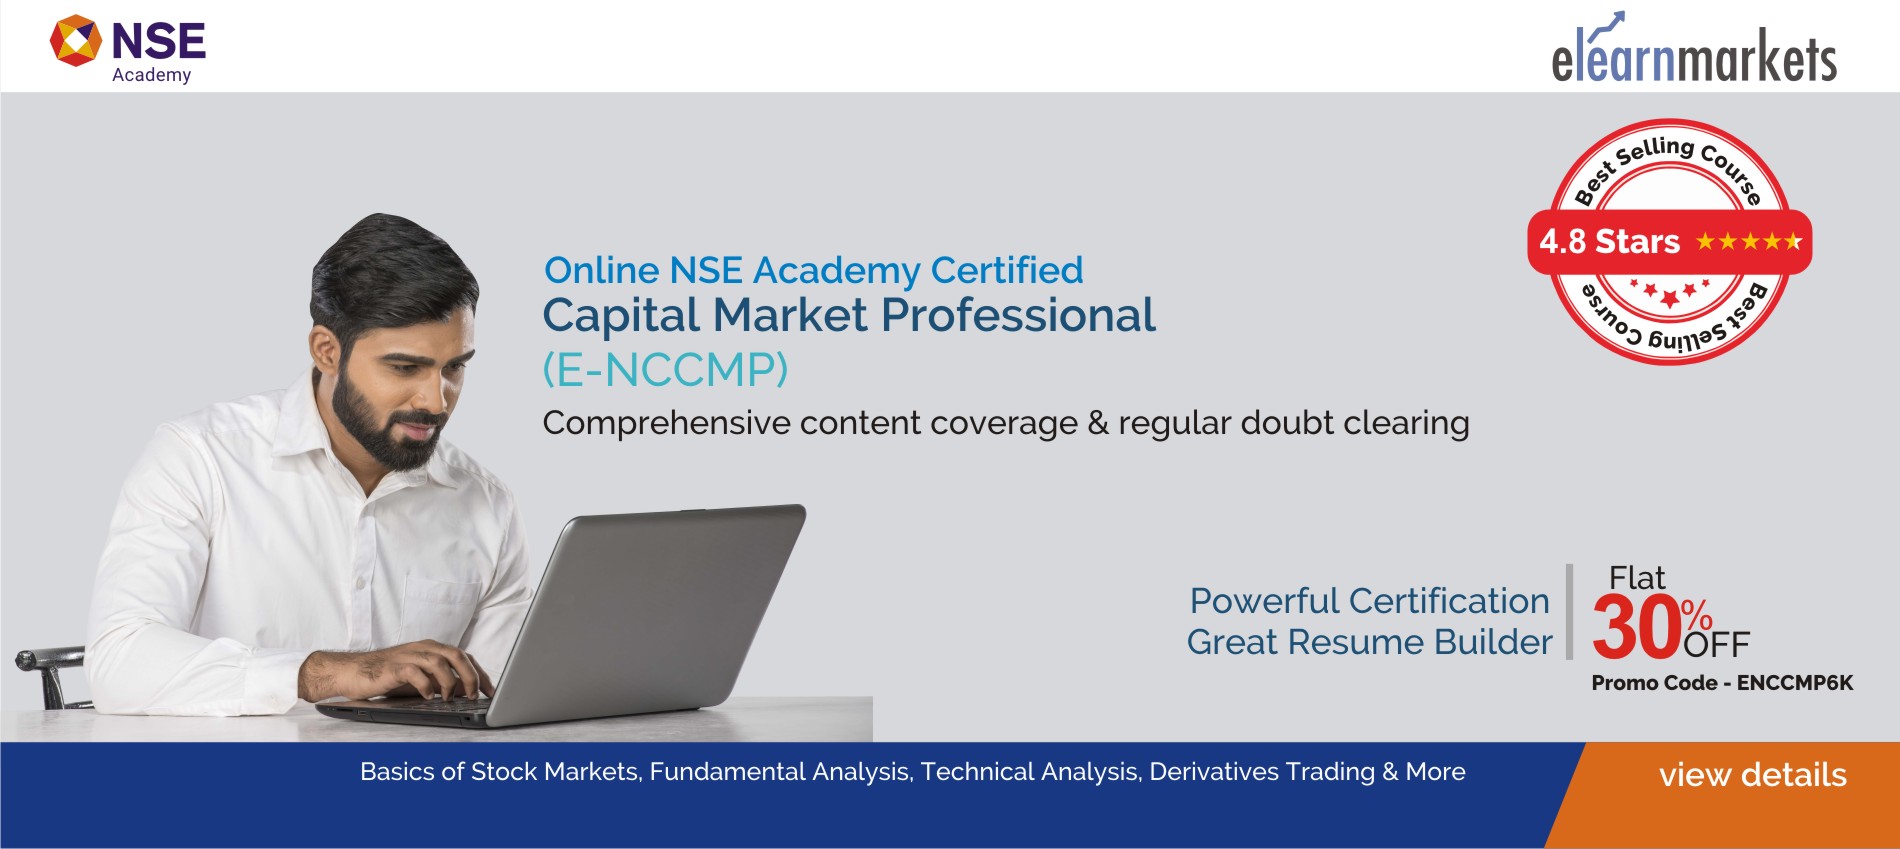 NSE
Academy
elearnmarkets
Best Selling Course
4.8 Stars
Best Selling Course
Online NSE Academy Certified
Capital Market Professional
(E-NCCMP)
Comprehensive content coverage & regular doubt clearing
Powerful Certification
Great Resume Builder
Flat
30%
OFF
Promo Code - ENCCMP6K
Basics of Stock Markets, Fundamental Analysis, Technical Analysis, Derivatives Trading & More
view details